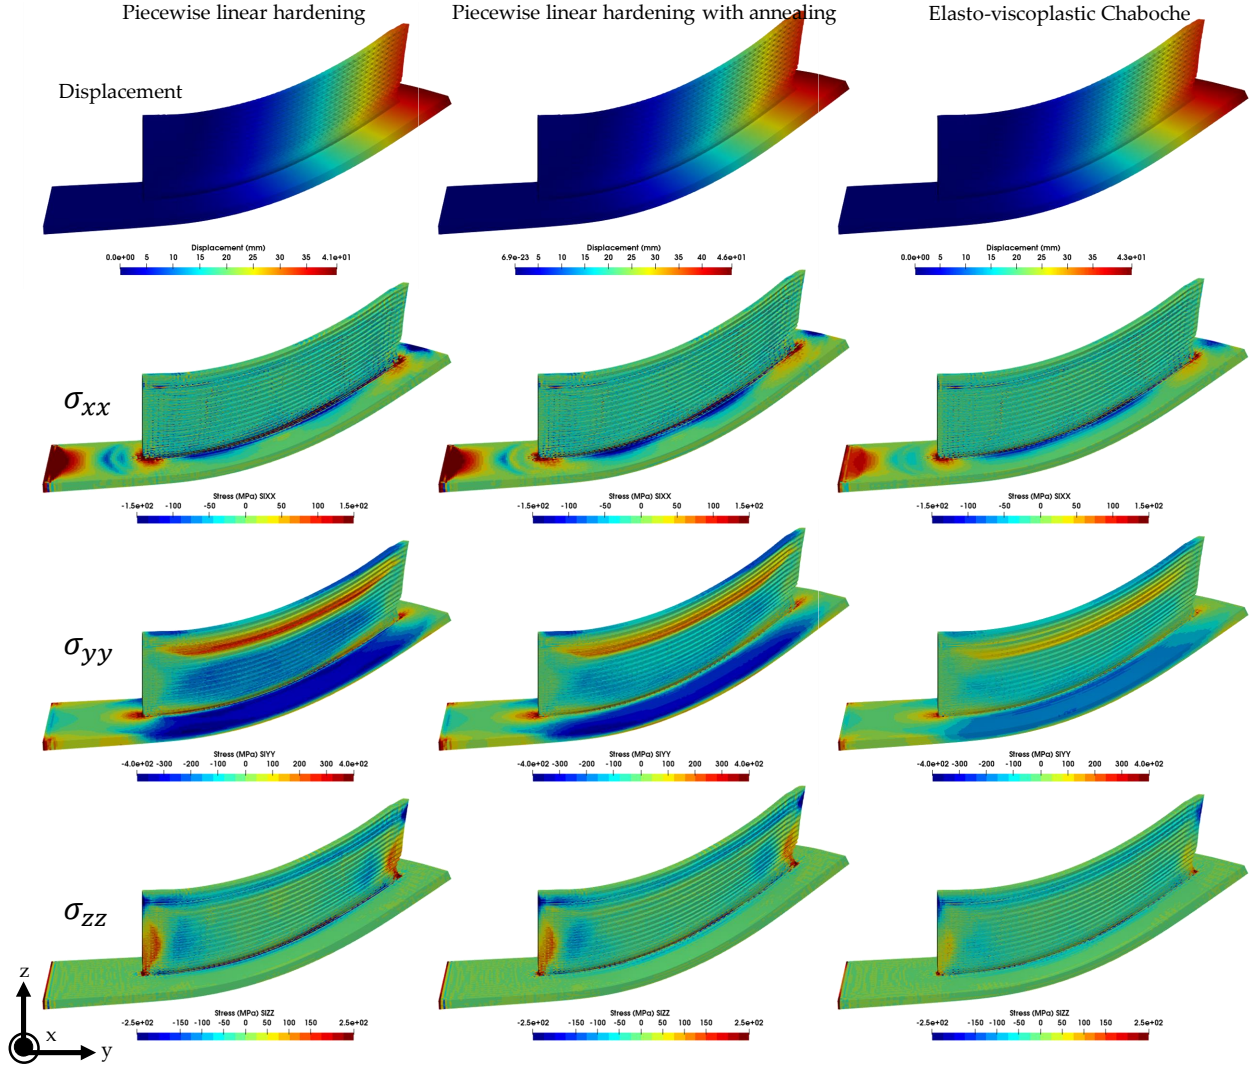 Piecewise linear hardening
Piecewise linear hardening with annealing
Elasto-viscoplastic Chaboche
Displacement
Displacement (mm)
0.0e+00 5 10 15 20 25 30 35 4.1e+01
Displacement (mm)
6.9e-23 5 10 15 20 25 30 35 40 4.6e+01
Displacement (mm)
0.0e+00 5 10 15 20 25 30 35 4.3e+01
σxx
Stress (MPa) SIXX
-1.5e+02 -100 -50 0 50 100 1.5e+02
Stress (MPa) SIXX
-1.5e+02 -100 -50 0 50 100 1.5e+02
Stress (MPa) SIXX
-1.5e+02 -100 -50 0 50 100 1.5e+02
σyy
Stress (MPa) SIYY
-4.0e+02 -300 -200 -100 0 100 200 300 4.0e+02
Stress (MPa) SIYY
-4.0e+02 -300 -200 -100 0 100 200 300 4.0e+02
Stress (MPa) SIYY
-4.0e+02 -300 -200 -100 0 100 200 300 4.0e+02
σzz
Stress (MPa) SIZZ
-2.5e+02 -150 -100 -50 0 50 100 150 2.5e+02
Stress (MPa) SIZZ
-2.5e+02 -150 -100 -50 0 50 100 150 2.5e+02
Stress (MPa) SIZZ
-2.5e+02 -150 -100 -50 0 50 100 150 2.5e+02
z
x
y